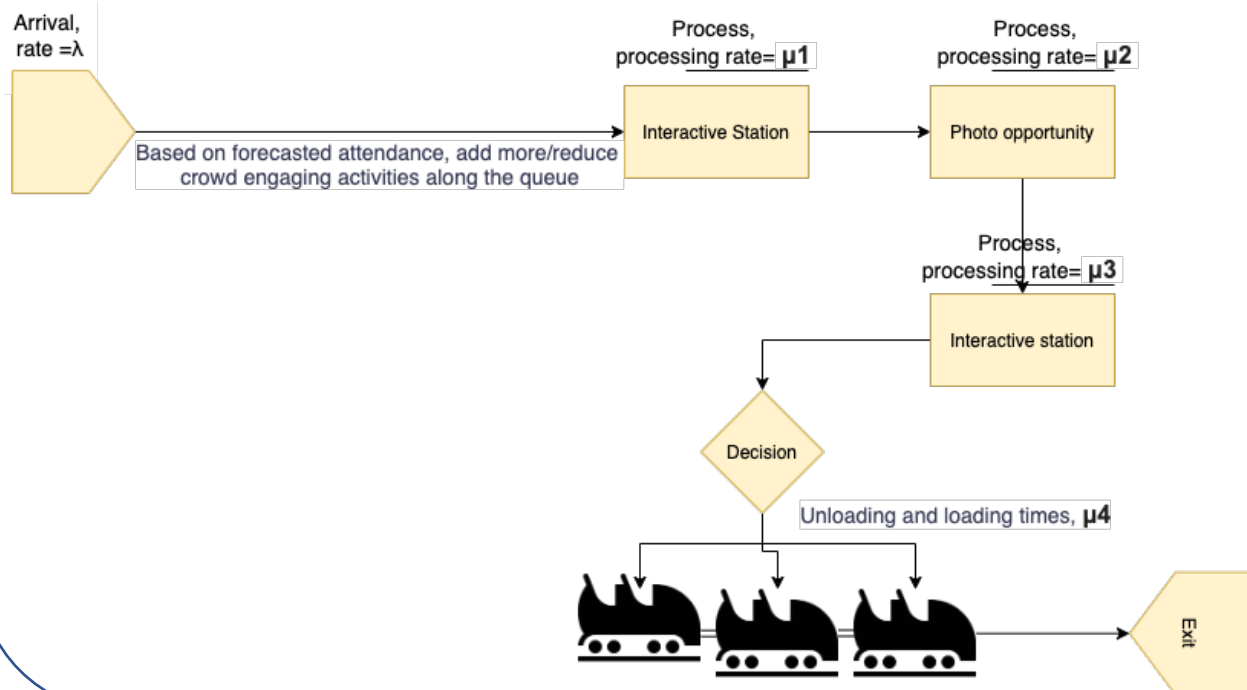 Arrival,
rate =λ
Process,
processing rate= µ1
Process,
processing rate= µ2
Interactive Station
Photo opportunity
Based on forecasted attendance, add more/reduce
crowd engaging activities along the queue
Process,
processing rate= µ3
Interactive station
Decision
Unloading and loading times, µ4
Exit